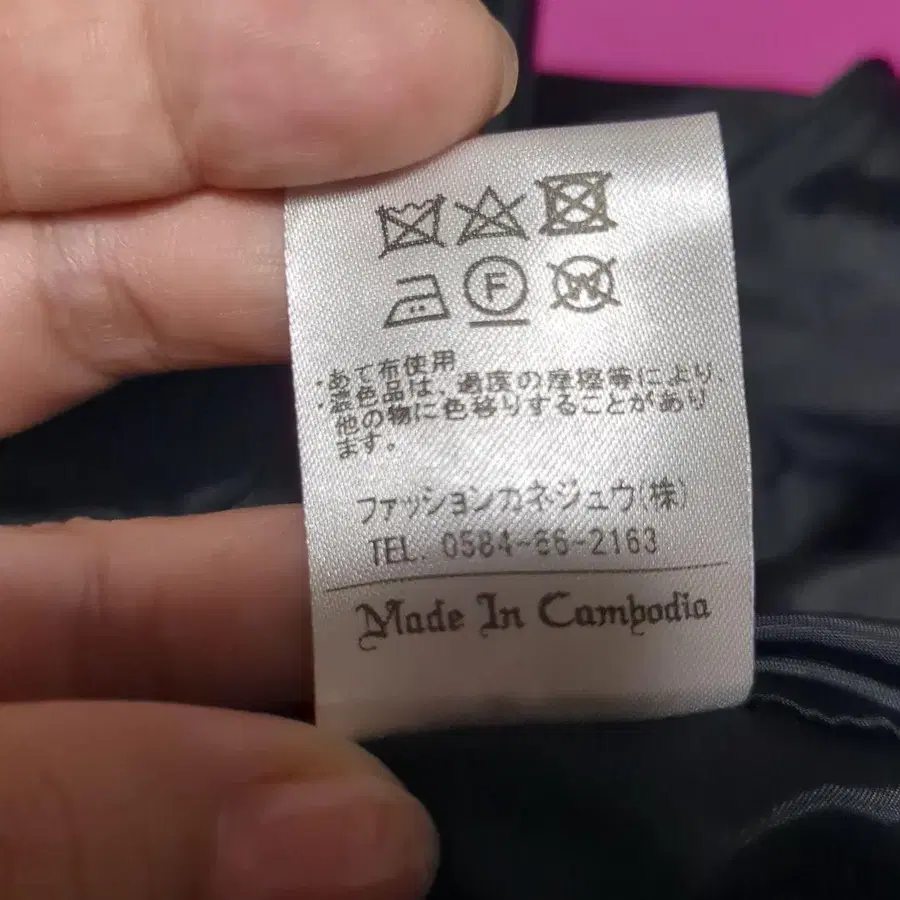 F
W
・あて布使用
・濃色品は、過度の摩擦等により、
他の物に色移りすることがあり
ます。
ファッションカネジュウ(株)
TEL. 0584-66-2163
Made In Cambodia